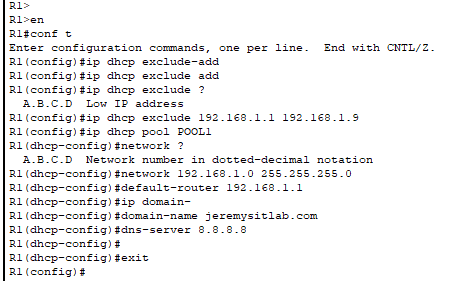 R1>
R1>en
R1#conf t
Enter configuration commands, one per line.  End with CNTL/Z.
R1(config)#ip dhcp exclude-add
R1(config)#ip dhcp exclude add
R1(config)#ip dhcp exclude ?
  A.B.C.D  Low IP address
R1(config)#ip dhcp exclude 192.168.1.1 192.168.1.9
R1(config)#ip dhcp pool POOL1
R1(dhcp-config)#network ?
  A.B.C.D  Network number in dotted-decimal notation
R1(dhcp-config)#network 192.168.1.0 255.255.255.0
R1(dhcp-config)#default-router 192.168.1.1
R1(dhcp-config)#ip domain-
R1(dhcp-config)#domain-name jeremysitlab.com
R1(dhcp-config)#dns-server 8.8.8.8
R1(dhcp-config)#
R1(dhcp-config)#exit
R1(config)#